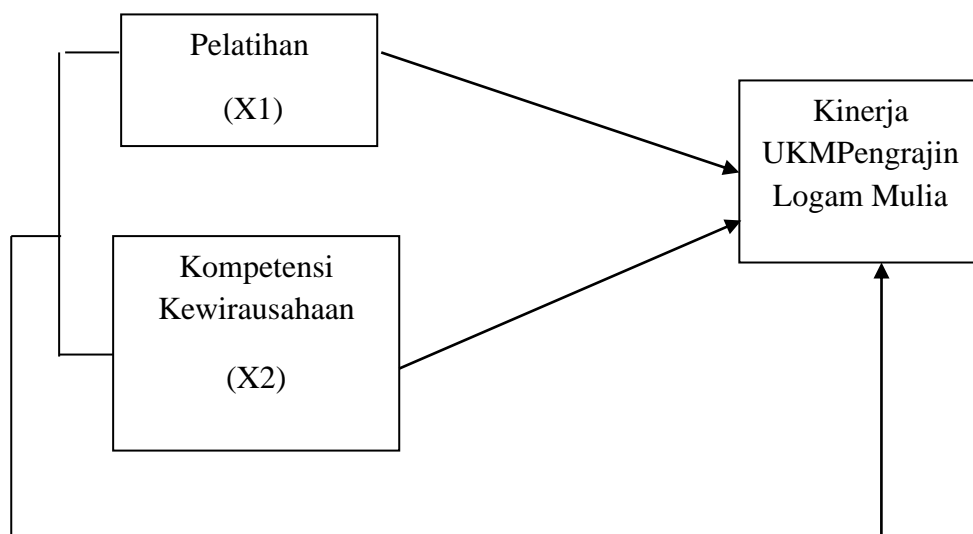 Pelatihan
(X1)
Kinerja
UKMPengrajin
Logam Mulia
Kompetensi
Kewirausahaan
(X2)